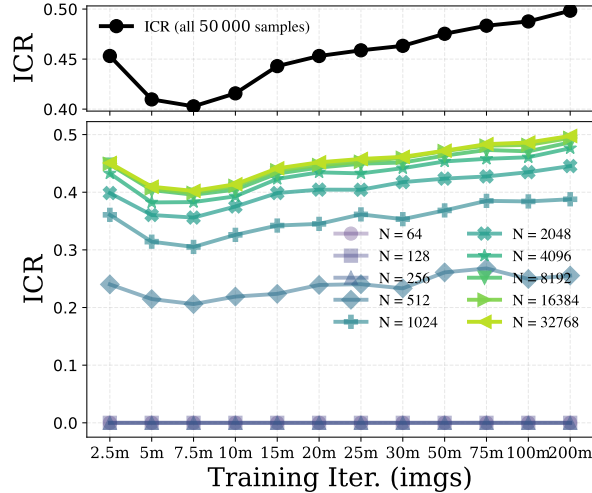 0.50
ICR (all 50 000 samples)
ICR
0.40
0.5
0.4
0.3
0.2
0.1
0.0
ICR
N = 64
N = 128
N = 256
N = 512
N = 1024
N = 2048
N = 4096
N = 8192
N = 16384
N = 32768
2.5m 5m 7.5m 10m 15m 20m 25m 30m 50m 75m 100m 200m
Training Iter. (imgs)